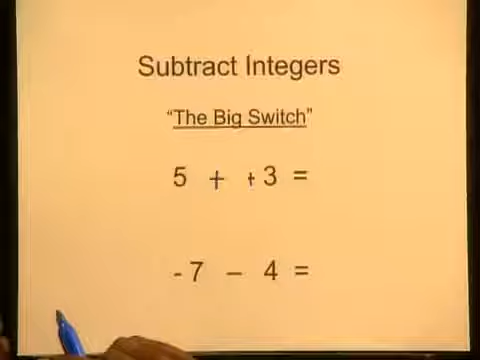 Subtract Integers
“The Big Switch”
5 + +3 =
-7 – 4 =